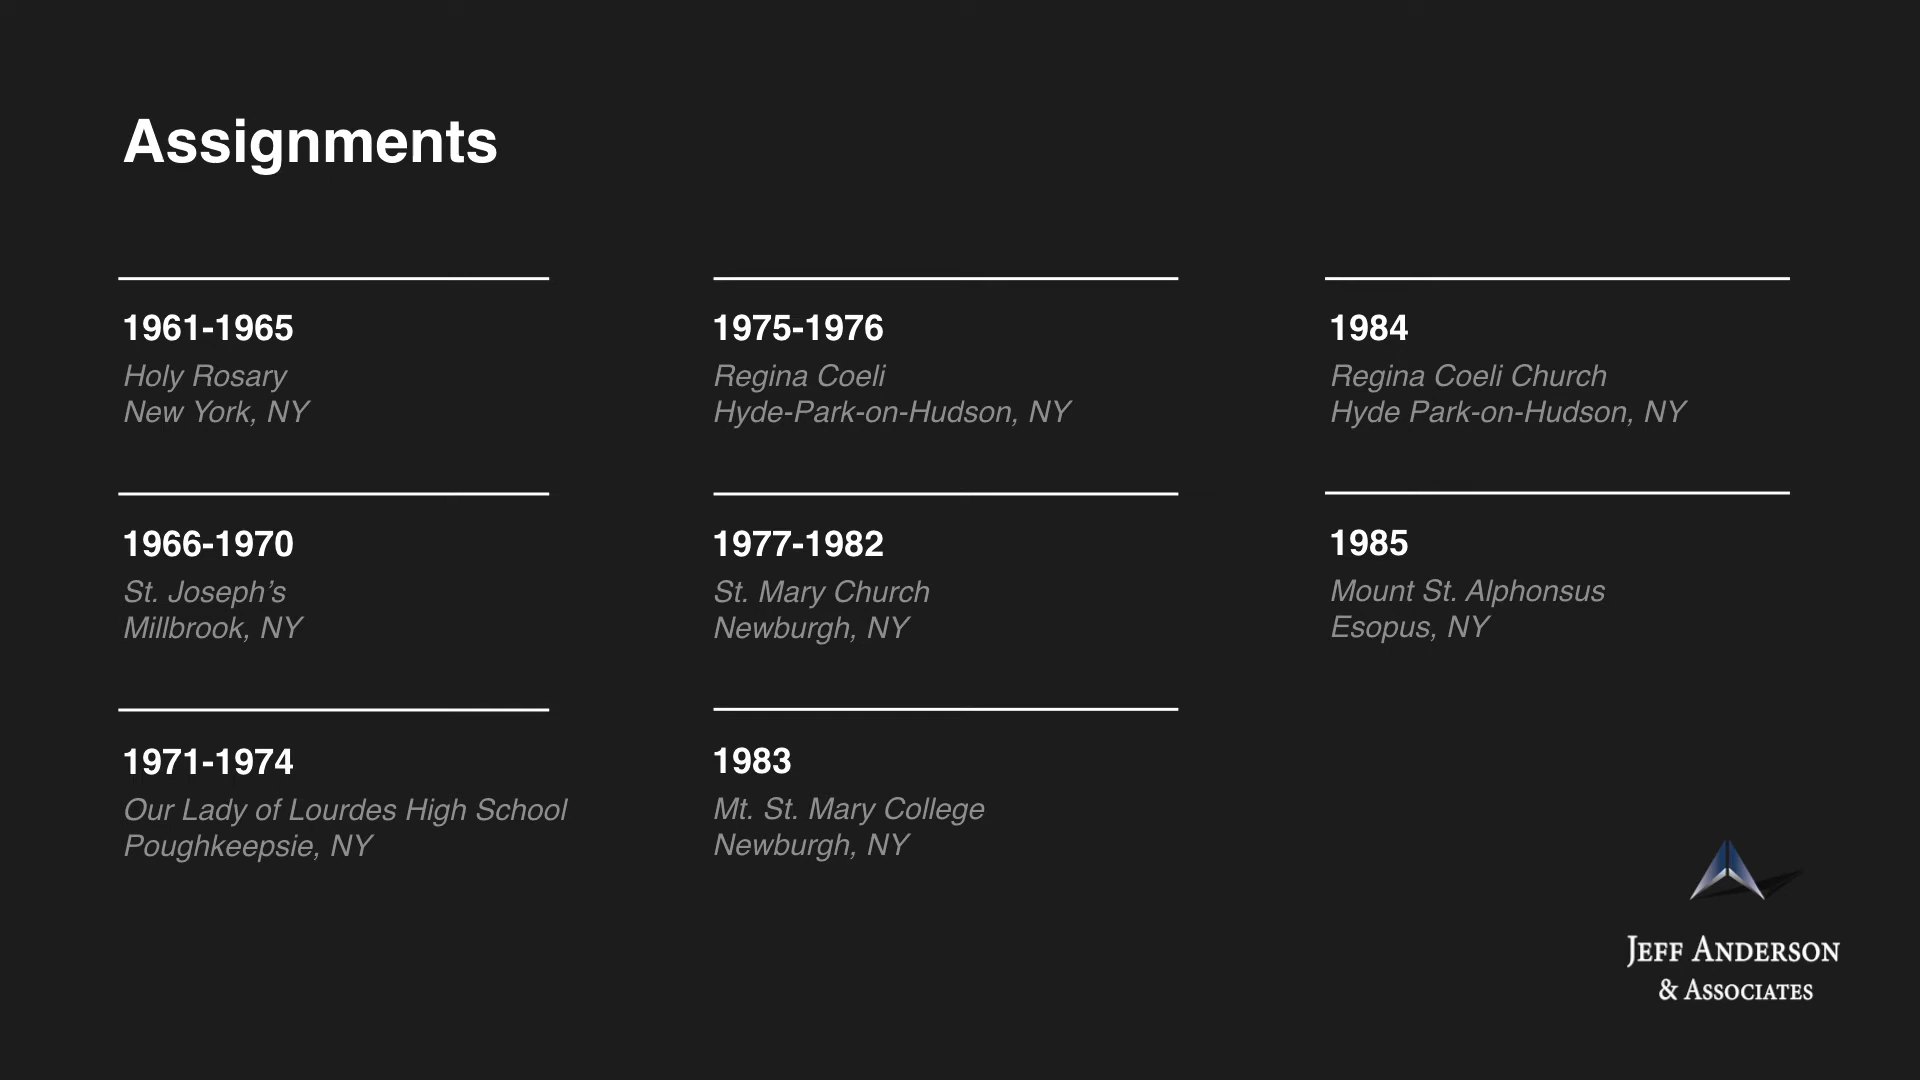 Assignments
1961-1965
Holy Rosary
New York, NY
1966-1970
St. Joseph’s
Millbrook, NY
1971-1974
Our Lady of Lourdes High School
Poughkeepsie, NY
1975-1976
Regina Coeli
Hyde-Park-on-Hudson, NY
1977-1982
St. Mary Church
Newburgh, NY
1983
Mt. St. Mary College
Newburgh, NY
1984
Regina Coeli Church
Hyde Park-on-Hudson, NY
1985
Mount St. Alphonsus
Esopus, NY
Jeff Anderson
& Associates